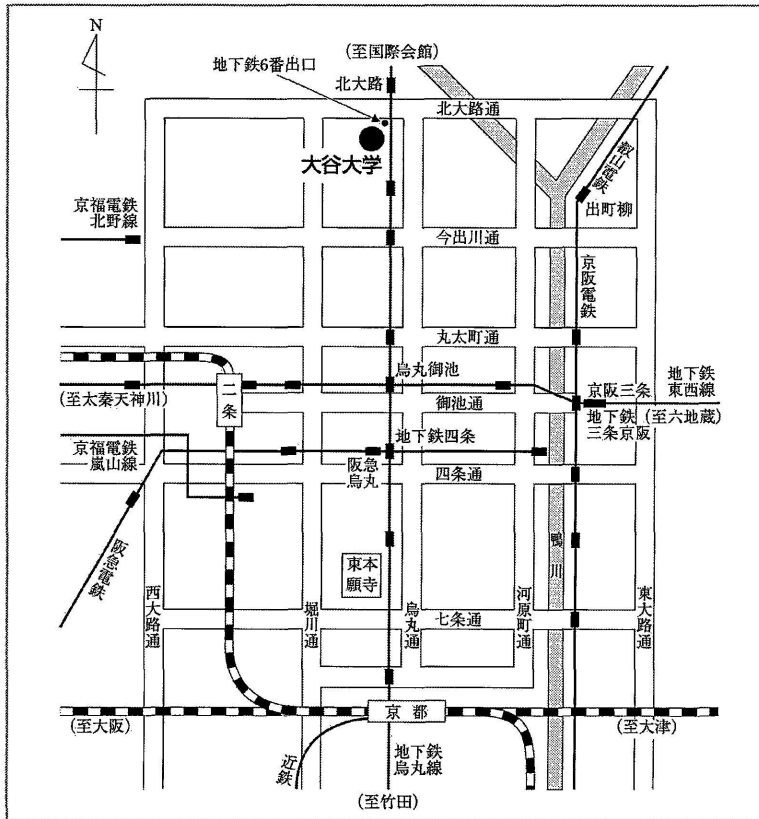 N
(至国際会館)
地下鉄6番出口
北大路
北大路通
大谷大学
叡山電鉄
出町柳
京福電鉄
北野線
今出川通
京阪電鉄
丸太町通
烏丸御池
二条
京阪三条
地下鉄
東西線
(至太秦天神川)
御池通
地下鉄
三条京阪
(至六地蔵)
京福電鉄
嵐山線
地下鉄四条
阪急
烏丸
四条通
阪急電鉄
鴨川
東本
願寺
西大路通
堀川通
烏丸通
七条通
河原町通
東大路通
京都
(至大阪)
(至大津)
近鉄
地下鉄
烏丸線
(至竹田)